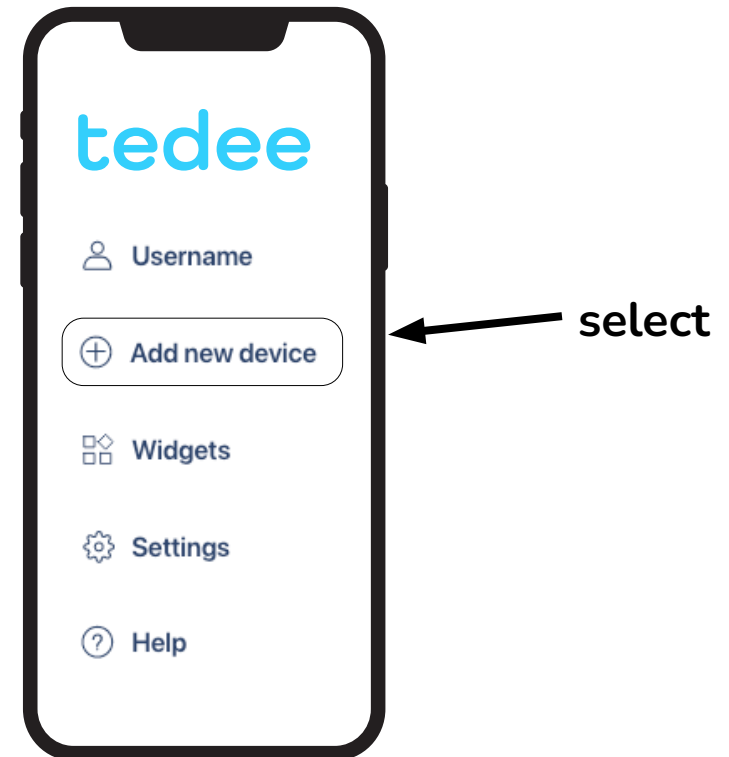 tedee
Username
Add new device
select
Widgets
Settings
Help